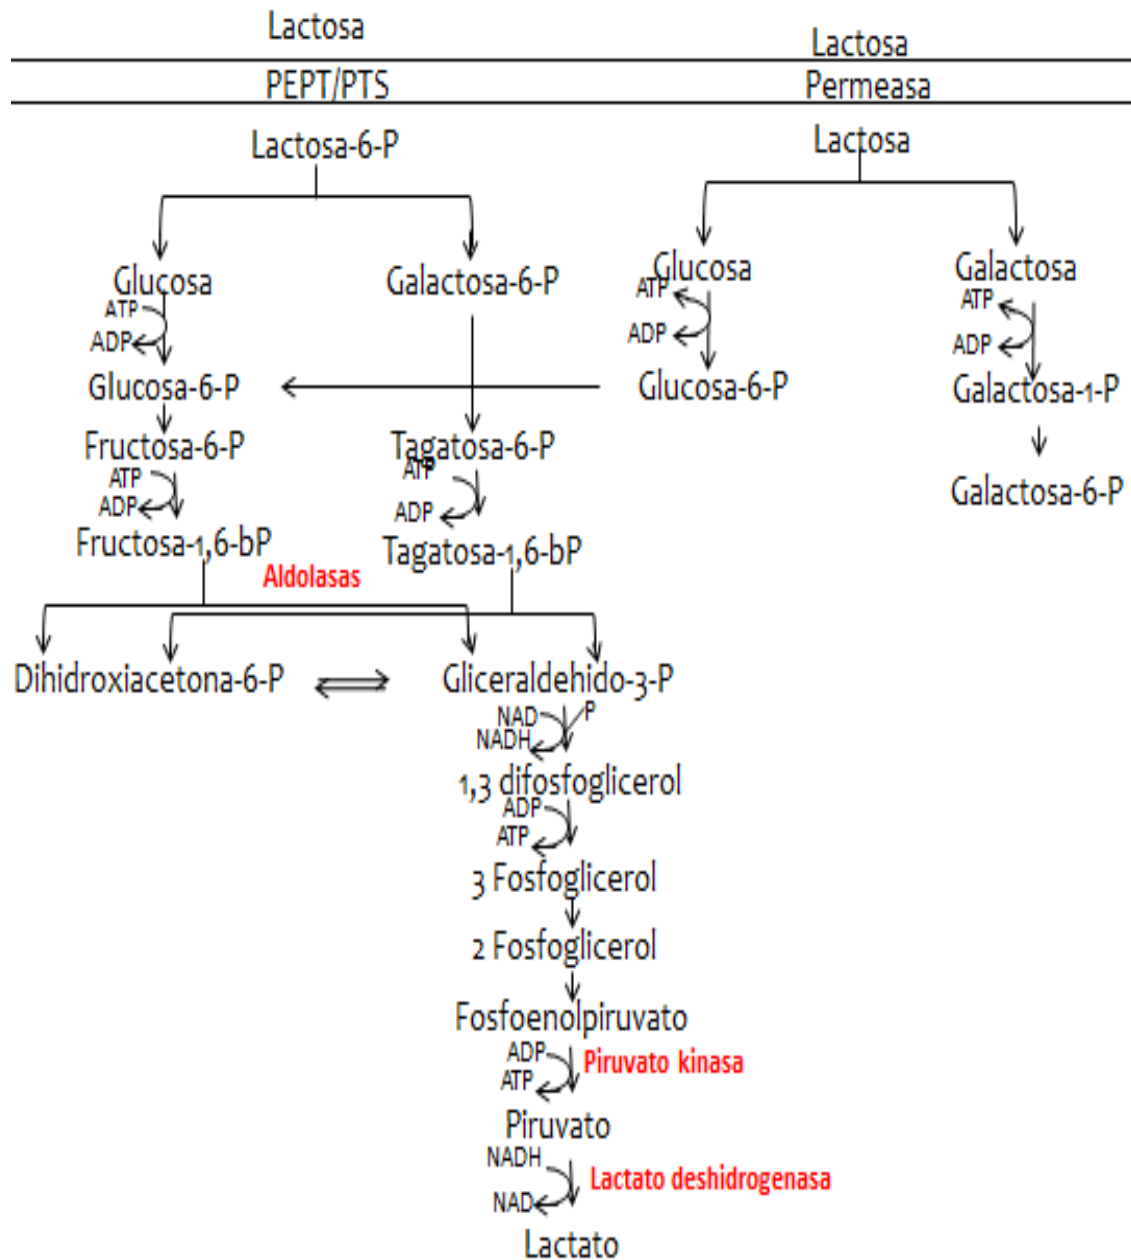 Lactosa
Lactosa
PEPT/PTS
Permeasa
Lactosa-6-P
Lactosa
Glucosa
Galactosa-6-P
Glucosa
Galactosa
ATP
ADP
ATP
ADP
ATP
ADP
Glucosa-6-P
Glucosa-6-P
Galactosa-1-P
Fructosa-6-P
Tagatosa-6-P
Galactosa-6-P
ATP
ADP
ATP
ADP
Fructosa-1,6-bP
Tagatosa-1,6-bP
Aldolasas
Dihidroxiacetona-6-P
Gliceraldehido-3-P
NAD
P
NADH
1,3 difosfoglicerol
ADP
ATP
3 Fosfoglicerol
2 Fosfoglicerol
Fosfoenolpiruvato
ADP
ATP
Piruvato kinasa
Piruvato
NADH
NAD
Lactato deshidrogenasa
Lactato